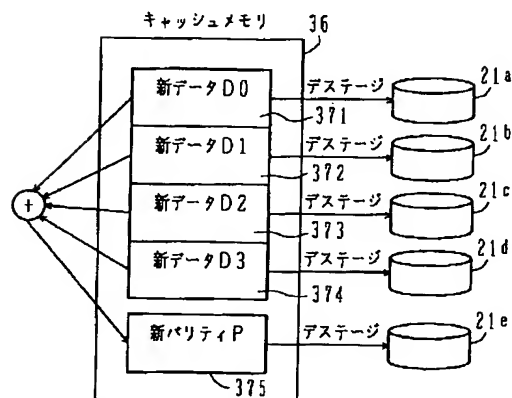 キャッシュメモリ
36
新データD0
デステージ
21a
371
新データD1
デステージ
21b
372
新データD2
デステージ
21c
373
新データD3
デステージ
21d
374
新パリティP
デステージ
21e
375